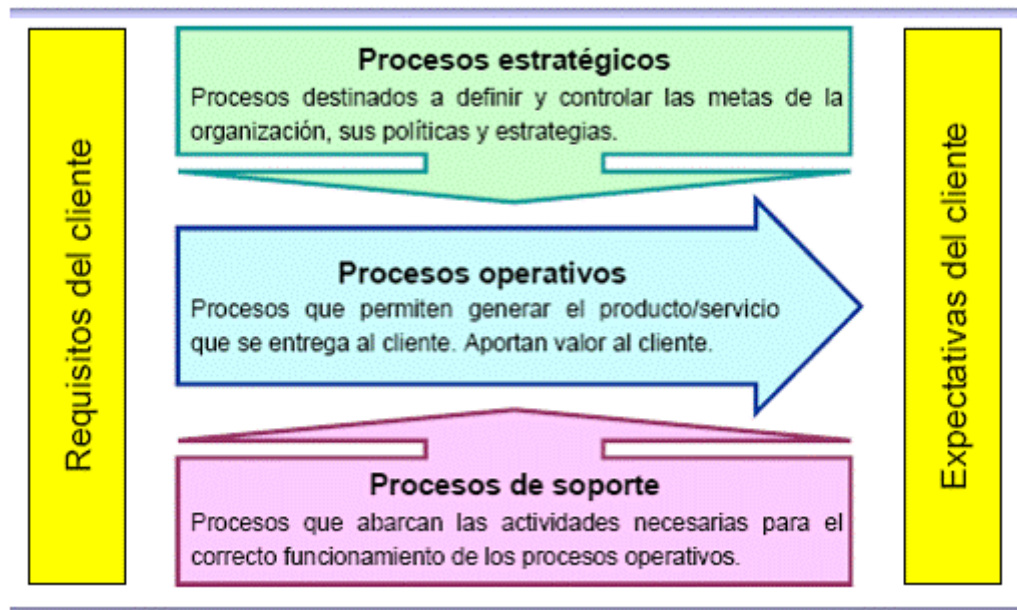 Requisitos del cliente
Procesos estratégicos
Procesos destinados a definir y controlar las metas de la
organización, sus políticas y estrategias.
Procesos operativos
Procesos que permiten generar el producto/servicio
que se entrega al cliente. Aportan valor al cliente.
Procesos de soporte
Procesos que abarcan las actividades necesarias para el
correcto funcionamiento de los procesos operativos.
Expectativas del cliente